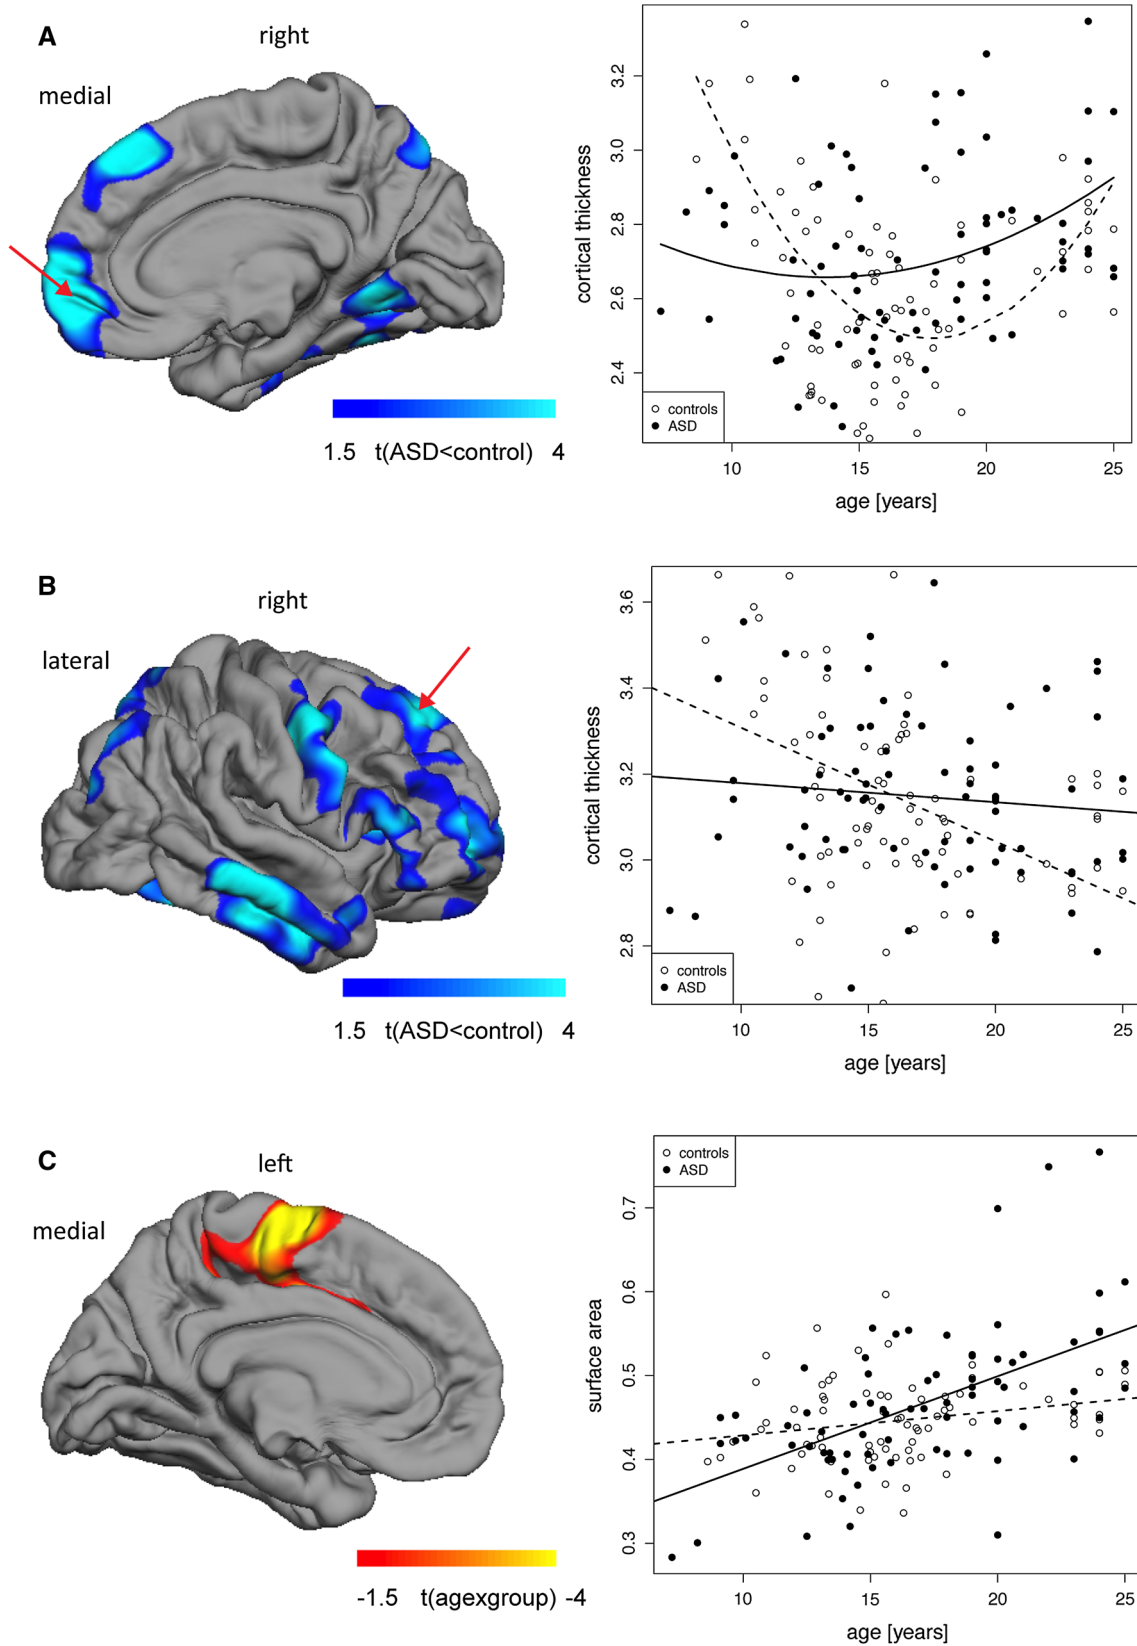 A
right
medial
1.5 t(ASD<control) 4
cortical thickness
3.2
3.0
2.8
2.6
2.4
controls
ASD
10 15 20 25
age [years]
B
right
lateral
1.5 t(ASD<control) 4
cortical thickness
3.6
3.4
3.2
3.0
2.8
controls
ASD
10 15 20 25
age [years]
C
left
medial
-1.5 t(agexgroup) -4
surface area
controls
ASD
0.7
0.6
0.5
0.4
0.3
10 15 20 25
age [years]